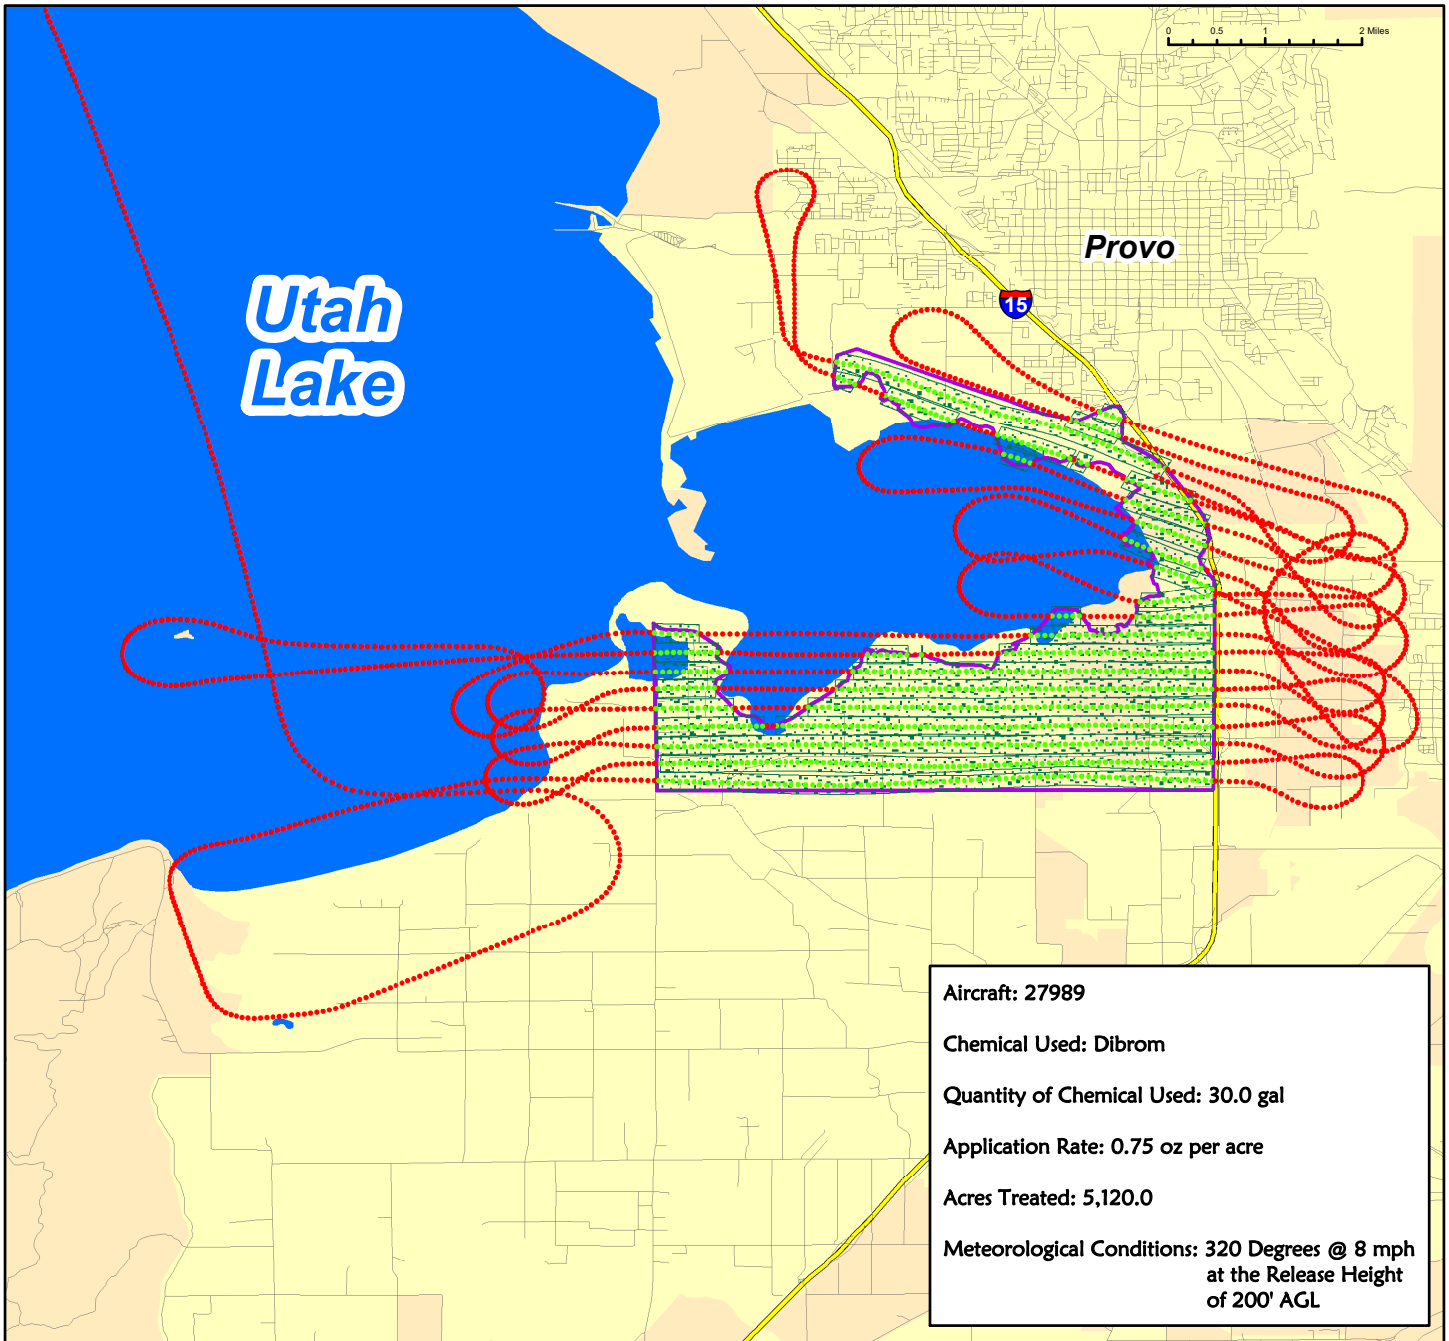 0 0.5 1 2 Miles
Provo
Utah
Lake
15
Aircraft: 27989
Chemical Used: Dibrom
Quantity of Chemical Used: 30.0 gal
Application Rate: 0.75 oz per acre
Acres Treated: 5,120.0
Meteorological Conditions: 320 Degrees @ 8 mph
at the Release Height
of 200' AGL